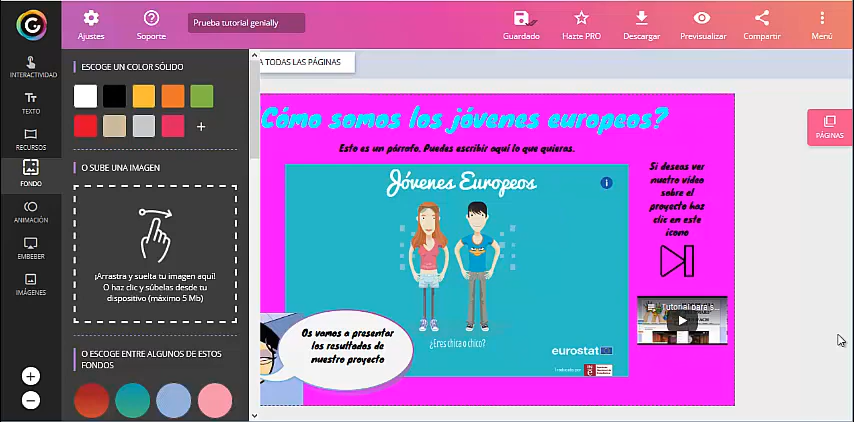 Ajustes
Soporte
Prueba tutorial genially
Guardado
Hazte PRO
Descargar
Previsualizar
Compartir
Menú
INTERACTIVIDAD
TEXTO
RECURSOS
FONDO
ANIMACIÓN
EMBEBER
IMÁGENES
ESCOGE UN COLOR SÓLIDO
O SUBE UNA IMAGEN
¡Arrastra y suelta tu imagen aquí!
O haz clic y súbelas desde tu
dispositivo (máximo 5 Mb)
O ESCOGE ENTRE ALGUNOS DE ESTOS
FONDOS
A TODAS LAS PÁGINAS
PÁGINAS
Cómo somos los jóvenes europeos?
Esto es un párrafo. Puedes escribir aquí lo que quieras.
Jóvenes Europeos
i
¿Eres chica o chico?
eurostat
Os vamos a presentar
los resultados de
nuestro proyecto
Si deseas ver
nuetro vídeo
sobre el
proyecto haz
clic en este
icono
Tutorial para s...